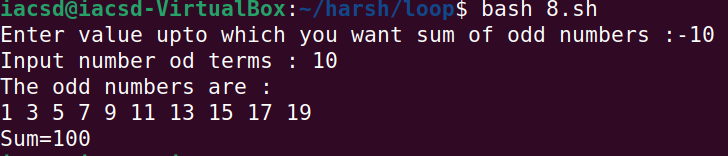 iacsd@iacsd-VirtualBox:~/harsh/loop$ bash 8.sh
Enter value upto which you want sum of odd numbers :-10
Input number od terms : 10
The odd numbers are :
1 3 5 7 9 11 13 15 17 19
Sum=100